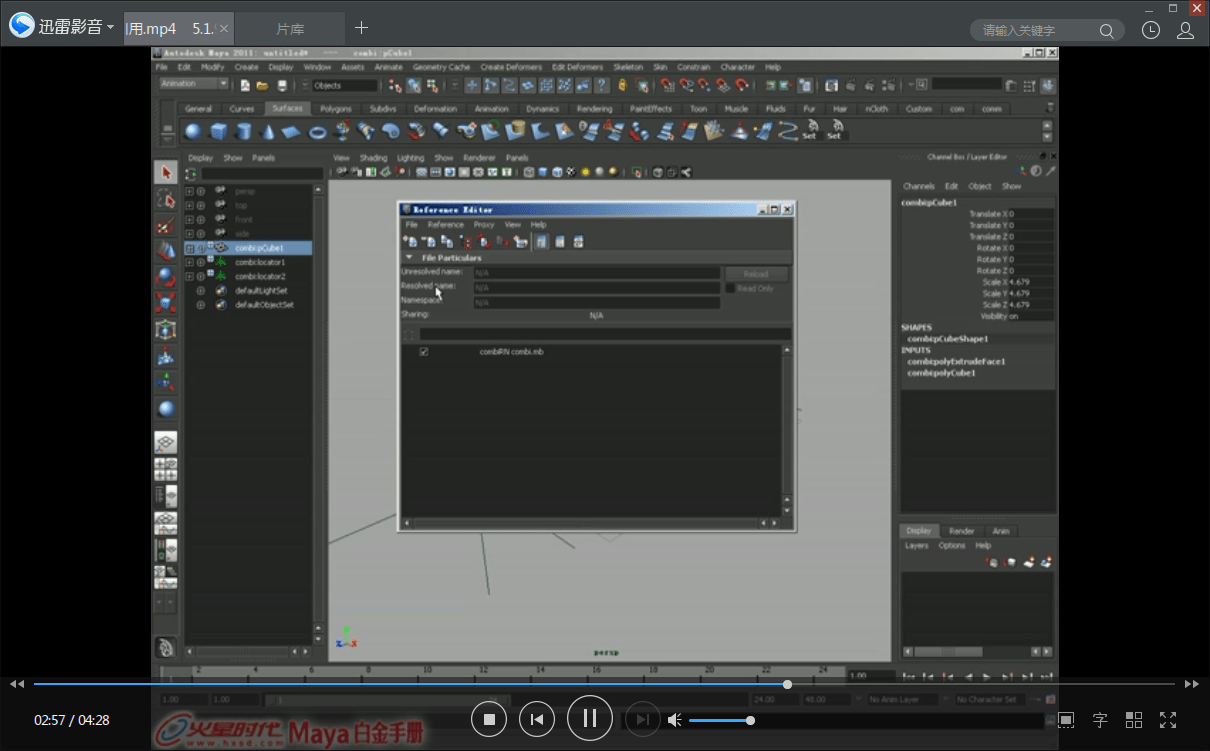 迅雷影音
用.mp4 5.1.
片库
请输入关键字
Autodesk Maya 2011: untitled* --- combi:pCube1
File Edit Modify Create Display Window Assets Animate Geometry Cache Create Deformers Edit Deformers Skeleton Skin Constrain Character Help
Animation Objects
General Curves Surfaces Polygons Subdivs Deformation Animation Dynamics Rendering PaintEffects Toon Muscle Fluids Fur Hair nCloth Custom com comm
Set Set
Display Show Panels
View Shading Lighting Show Renderer Panels
Channel Box / Layer Editor
Channels Edit Object Show
persp
top
front
side
combi:pCube1
combi:locator1
combi:locator2
defaultLightSet
defaultObjectSet
Reference Editor
File Reference Proxy View Help
File Particulars
Unresolved name: N/A Reload
Resolved name: N/A Read Only
Namespace: N/A
Sharing: N/A
combiRN combi.mb
combi:pCube1
Translate X 0
Translate Y 0
Translate Z 0
Rotate X 0
Rotate Y 0
Rotate Z 0
Scale X 4.679
Scale Y 4.679
Scale Z 4.679
Visibility on
SHAPES
combi:pCubeShape1
INPUTS
combi:polyExtrudeFace1
combi:polyCube1
Display Render Anim
Layers Options Help
persp
2 4 6 8 10 12 14 16 18 20 22 24
1.00
1.00 1.00 24.00 48.00 No Anim Layer No Character Set
02:57 / 04:28
字
火星时代 Maya白金手册
www.hxsd.com